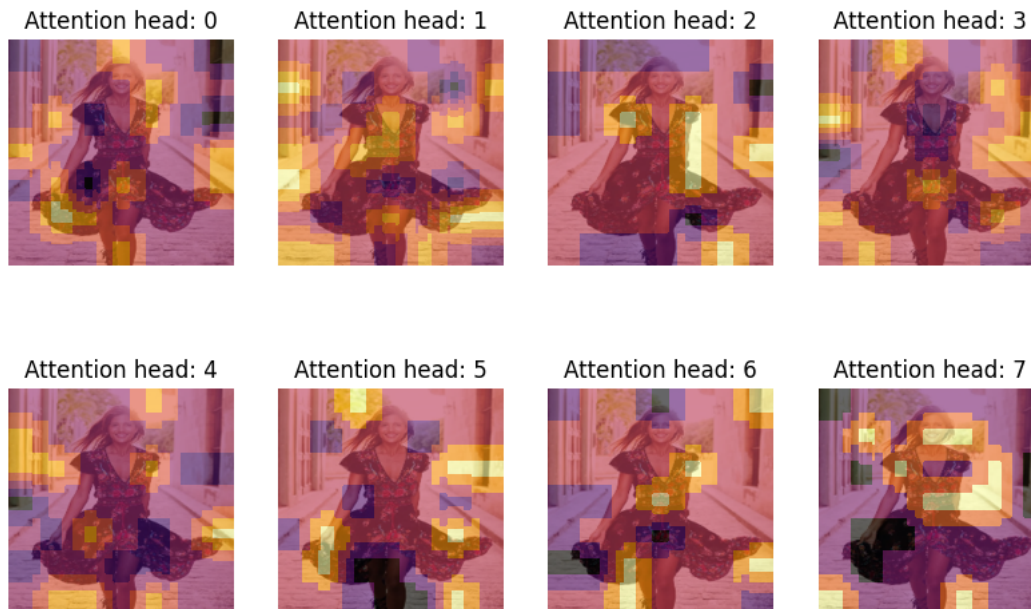 Attention head: 0
Attention head: 1
Attention head: 2
Attention head: 3
Attention head: 4
Attention head: 5
Attention head: 6
Attention head: 7